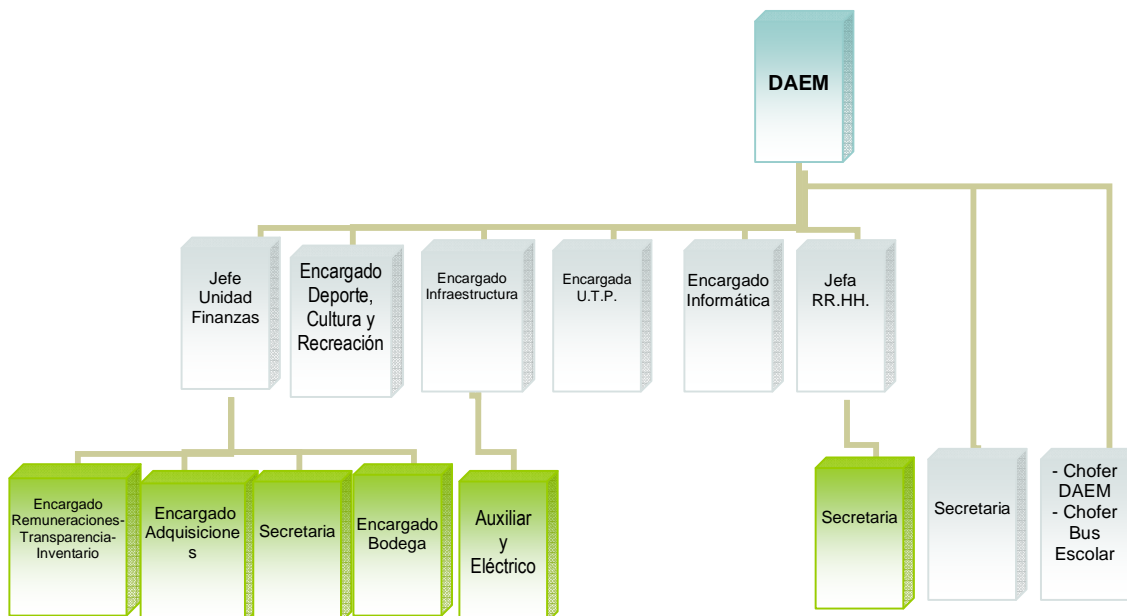 DAEM
Jefe
Unidad
Finanzas
Encargado
Deporte,
Cultura y
Recreación
Encargado
Infraestructura
Encargada
U.T.P.
Encargado
Informática
Jefa
RR.HH.
Encargado
Remuneraciones-
Transparencia-
Inventario
Encargado
Adquisicione
s
Secretaria
Encargado
Bodega
Auxiliar
y
Eléctrico
Secretaria
Secretaria
- Chofer
DAEM
- Chofer
Bus
Escolar